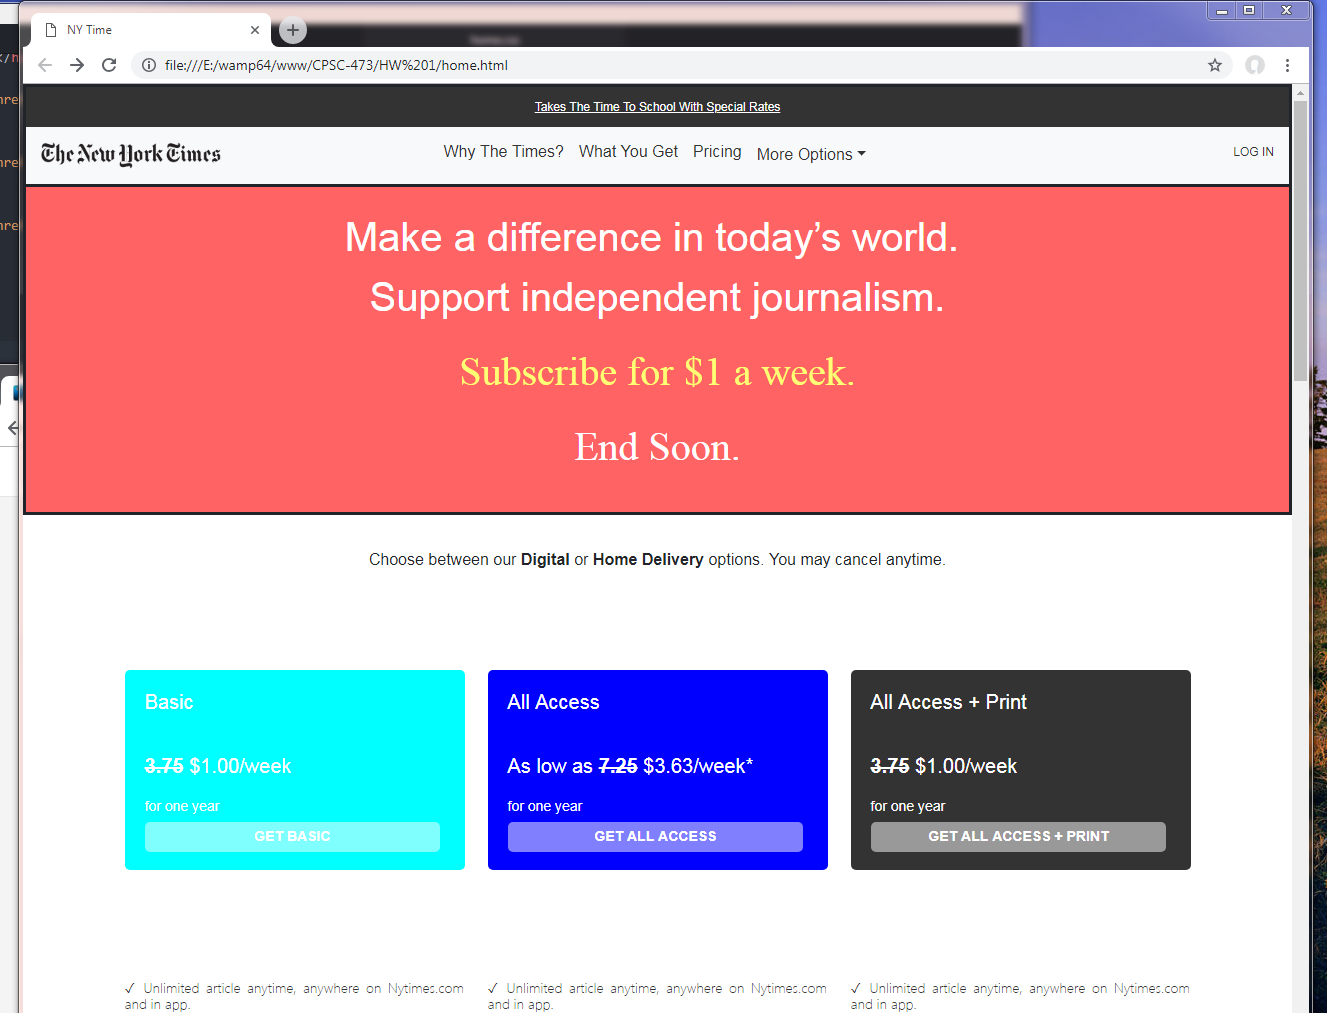 NY Time
file:///E:/wamp64/www/CPSC-473/HW%201/home.html
Takes The Time To School With Special Rates
The New York Times
Why The Times? What You Get Pricing More Options
LOG IN
Make a difference in today’s world.
Support independent journalism.
Subscribe for $1 a week.
End Soon.
Choose between our Digital or Home Delivery options. You may cancel anytime.
Basic
3.75 $1.00/week
for one year
GET BASIC
All Access
As low as 7.25 $3.63/week*
for one year
GET ALL ACCESS
All Access + Print
3.75 $1.00/week
for one year
GET ALL ACCESS + PRINT
✓ Unlimited article anytime, anywhere on Nytimes.com
and in app.
✓ Unlimited article anytime, anywhere on Nytimes.com
and in app.
✓ Unlimited article anytime, anywhere on Nytimes.com
and in app.